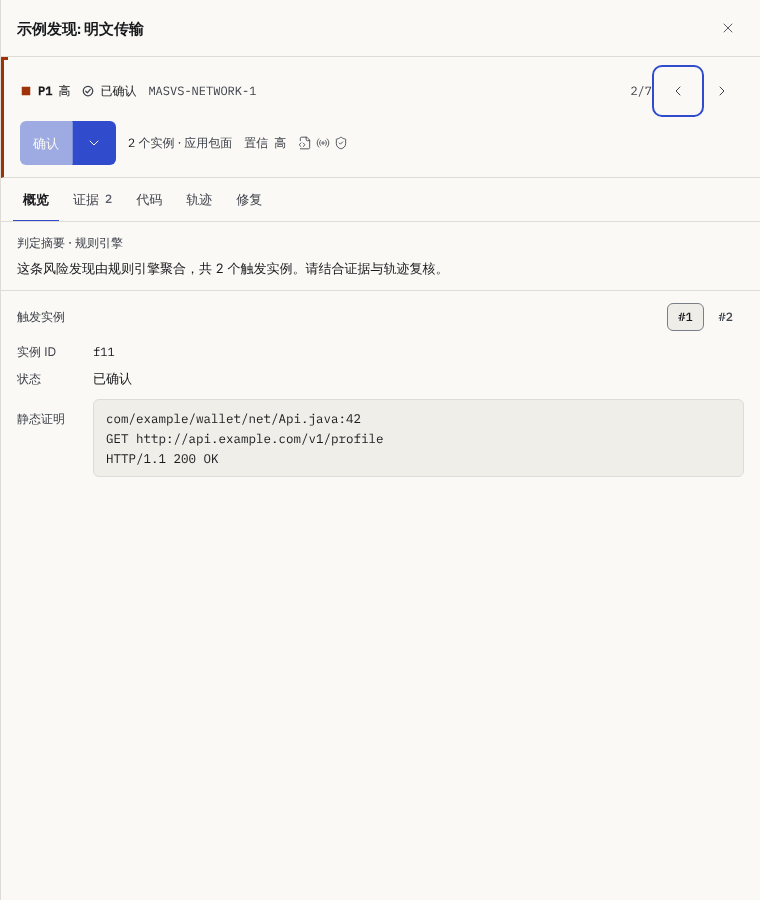 示例发现: 明文传输
P1 高 已确认 MASVS-NETWORK-1 2/7
确认 2 个实例 · 应用包面 置信 高
概览 证据 2 代码 轨迹 修复
判定摘要 · 规则引擎
这条风险发现由规则引擎聚合，共 2 个触发实例。请结合证据与轨迹复核。
触发实例 #1 #2
实例 ID f11
状态 已确认
静态证明 com/example/wallet/net/Api.java:42
GET http://api.example.com/v1/profile
HTTP/1.1 200 OK